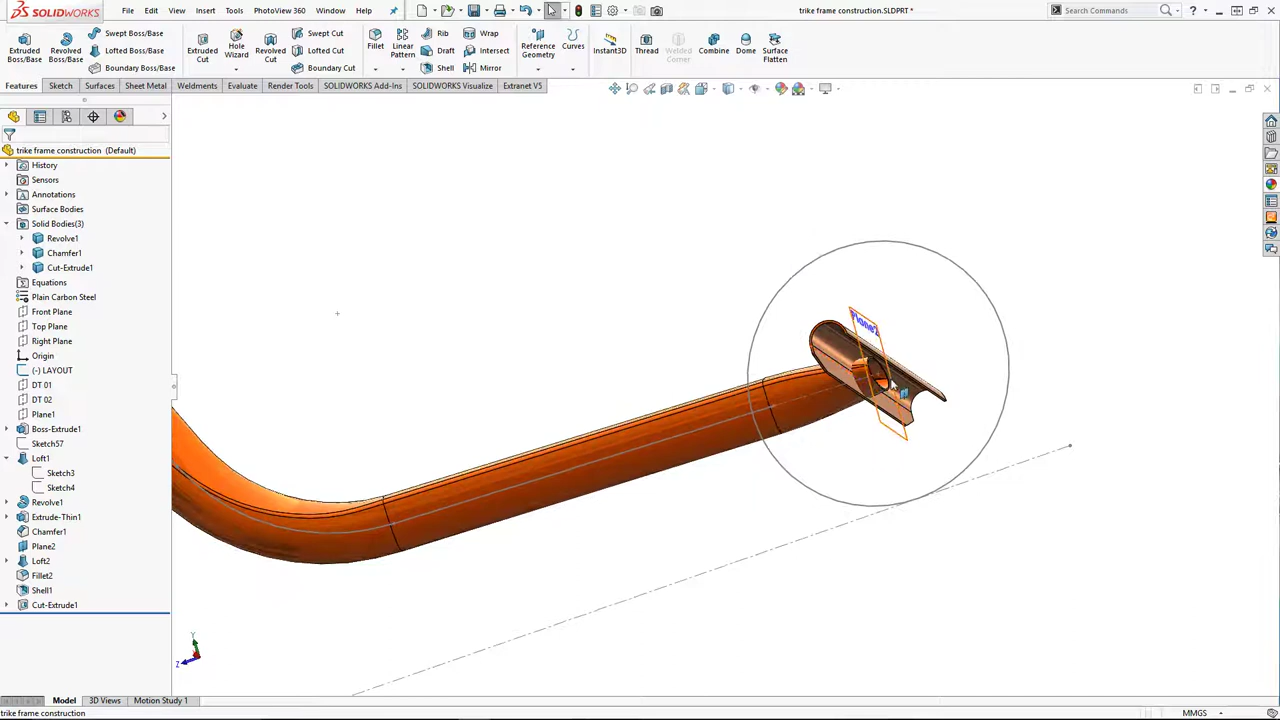 SOLIDWORKS File Edit View Insert Tools PhotoView 360 Window Help trike frame construction.SLDPRT * Search Commands
Extruded Boss/Base Revolved Boss/Base Swept Boss/Base Lofted Boss/Base Boundary Boss/Base Extruded Cut Hole Wizard Revolved Cut Swept Cut Lofted Cut Boundary Cut Fillet Linear Pattern Rib Draft Shell Wrap Intersect Mirror Reference Geometry Curves Instant3D Thread Welded Corner Combine Dome Surface Flatten
Features Sketch Surfaces Sheet Metal Weldments Evaluate Render Tools SOLIDWORKS Add-Ins SOLIDWORKS Visualize Extranet V5
trike frame construction (Default)
History
Sensors
Annotations
Surface Bodies
Solid Bodies(3)
Revolve1
Chamfer1
Cut-Extrude1
Equations
Plain Carbon Steel
Front Plane
Top Plane
Right Plane
Origin
(-) LAYOUT
DT 01
DT 02
Plane1
Boss-Extrude1
Sketch57
Loft1
Sketch3
Sketch4
Revolve1
Extrude-Thin1
Chamfer1
Plane2
Loft2
Fillet2
Shell1
Cut-Extrude1
Plane2
Y
Z
Model 3D Views Motion Study 1
trike frame construction MMGS